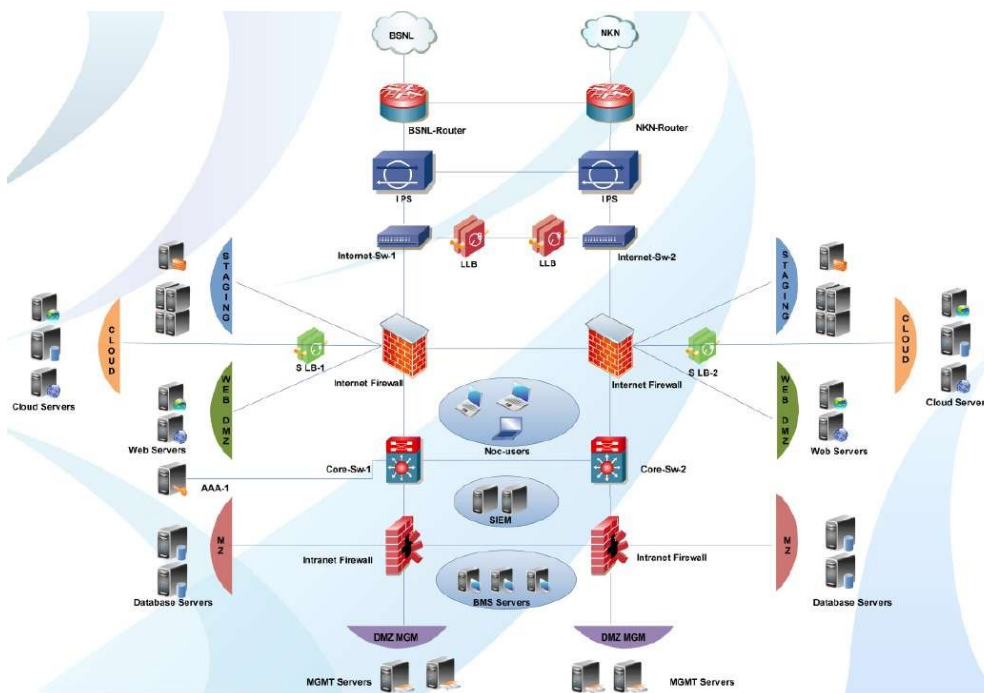 BSNL
NKN
BSNL-Router
NKN-Router
IPS
IPS
Internet-Sw-1
LLB
LLB
Internet-Sw-2
STAGING
STAGING
CLOUD
CLOUD
S LB-1
S LB-2
Internet Firewall
Internet Firewall
Cloud Servers
Cloud Server
WEB DMZ
WEB DMZ
Noc-users
Web Servers
Web Servers
Core-Sw-1
Core-Sw-2
AAA-1
SIEM
MZ
MZ
Intranet Firewall
Intranet Firewall
Database Servers
BMS Servers
Database Servers
DMZ MGM
DMZ MGM
MGMT Servers
MGMT Servers